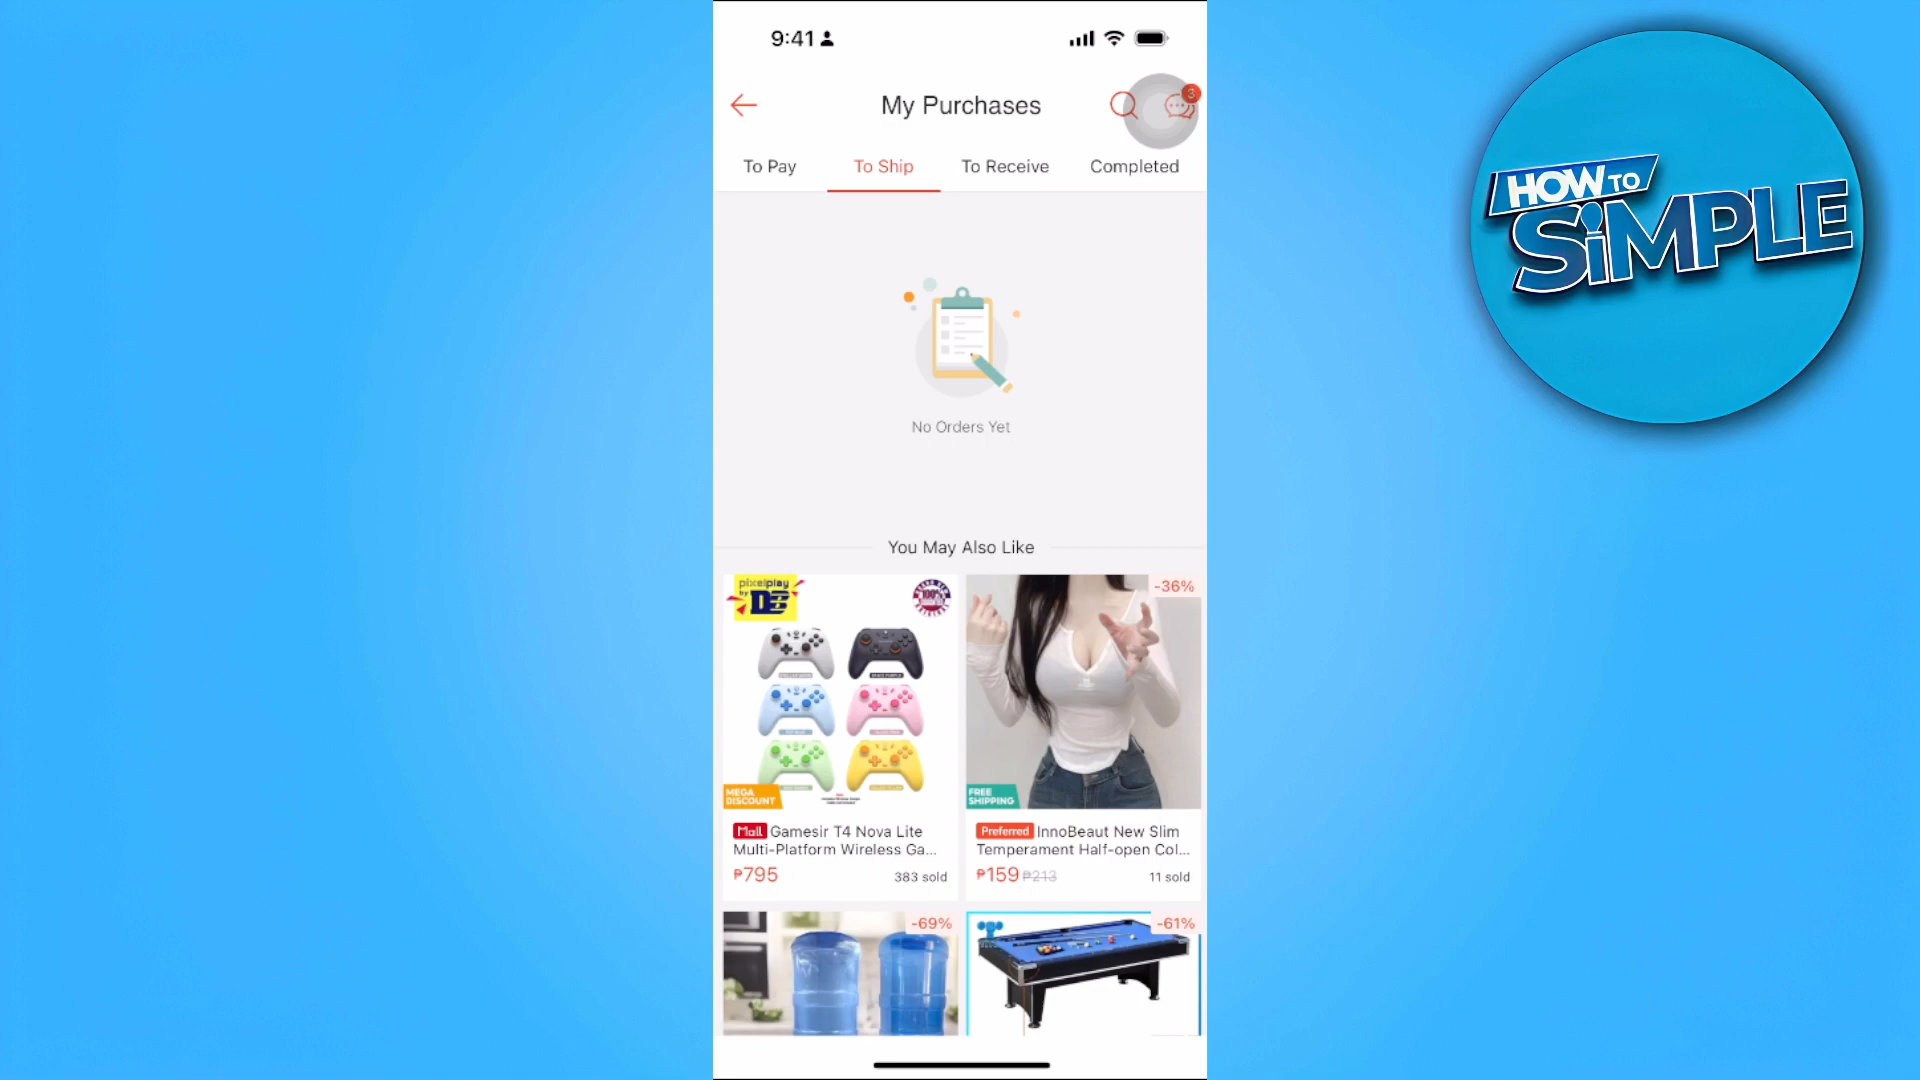 9:41
My Purchases
3
To Pay
To Ship
To Receive
Completed
HOW TO
SiMPLE
No Orders Yet
You May Also Like
pixelplay
by
100%
-36%
MEGA
DISCOUNT
FREE
SHIPPING
Mall Gamesir T4 Nova Lite
Multi-Platform Wireless Ga...
₱795
383 sold
Preferred InnoBeaut New Slim
Temperament Half-open Col...
₱159 ₱213
11 sold
-69%
-61%